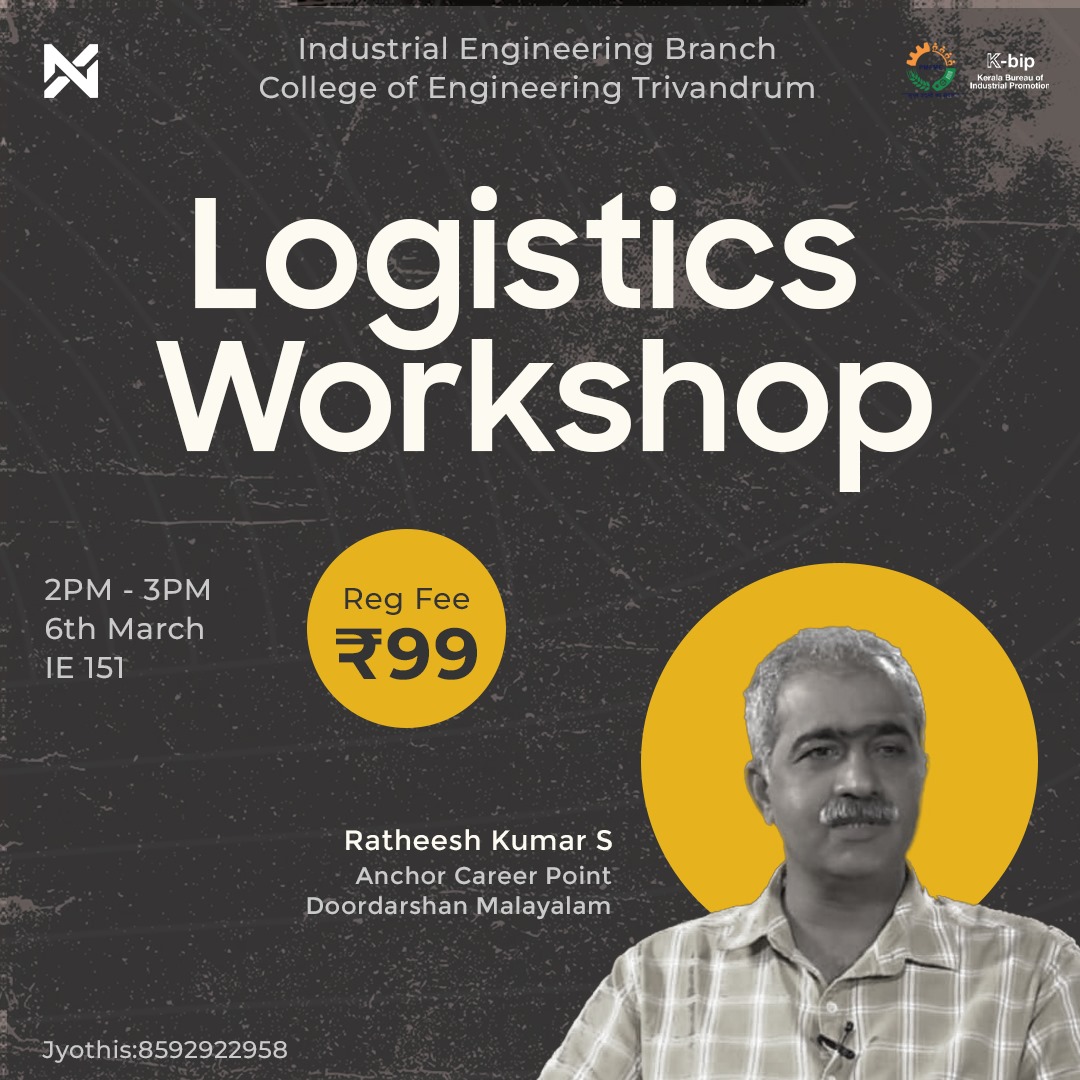 Industrial Engineering Branch
College of Engineering Trivandrum
K-bip
Kerala Bureau of
Industrial Promotion
Logistics
Workshop
2PM - 3PM
6th March
IE 151
Reg Fee
₹99
Ratheesh Kumar S
Anchor Career Point
Doordarshan Malayalam
Jyothis:8592922958